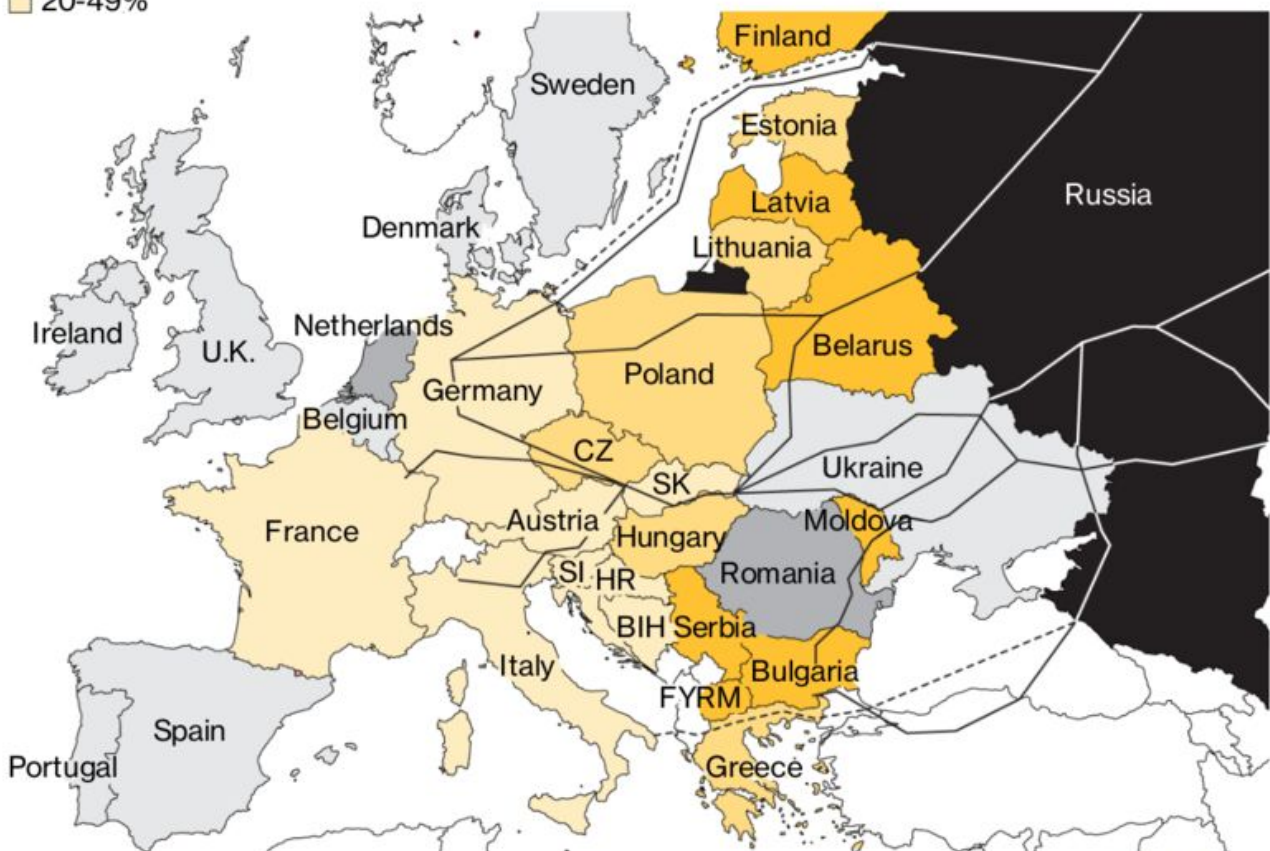 20-49%
Finland
Sweden
Estonia
Russia
Latvia
Denmark
Lithuania
Netherlands
Ireland
U.K.
Belarus
Poland
Germany
Belgium
CZ
Ukraine
SK
Austria
Moldova
France
Hungary
Romania
SI
HR
BIH
Serbia
Italy
Bulgaria
FYRM
Spain
Portugal
Greece